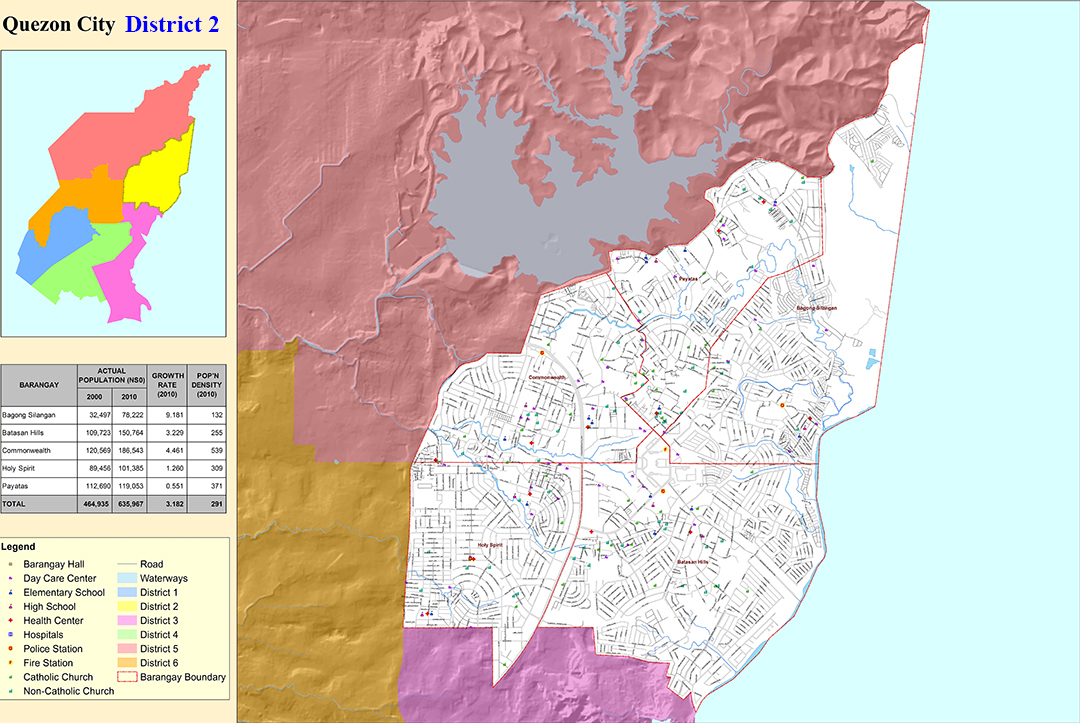 Quezon City District 2
BARANGAY ACTUAL POPULATION (NS0) GROWTH RATE (2010) POP'N DENSITY (2010)
2000 2010
Bagong Silangan 32,497 78,222 9.181 132
Batasan Hills 109,723 150,764 3.229 255
Commonwealth 120,569 186,543 4.461 539
Holy Spirit 89,456 101,385 1.260 309
Payatas 112,690 119,053 0.551 371
TOTAL 464,935 635,967 3.182 291
Legend
Barangay Hall
Day Care Center
Elementary School
High School
Health Center
Hospitals
Police Station
Fire Station
Catholic Church
Non-Catholic Church
Road
Waterways
District 1
District 2
District 3
District 4
District 5
District 6
Barangay Boundary
Payatas
Bagong Silangan
Commonwealth
Holy Spirit
Batasan Hills